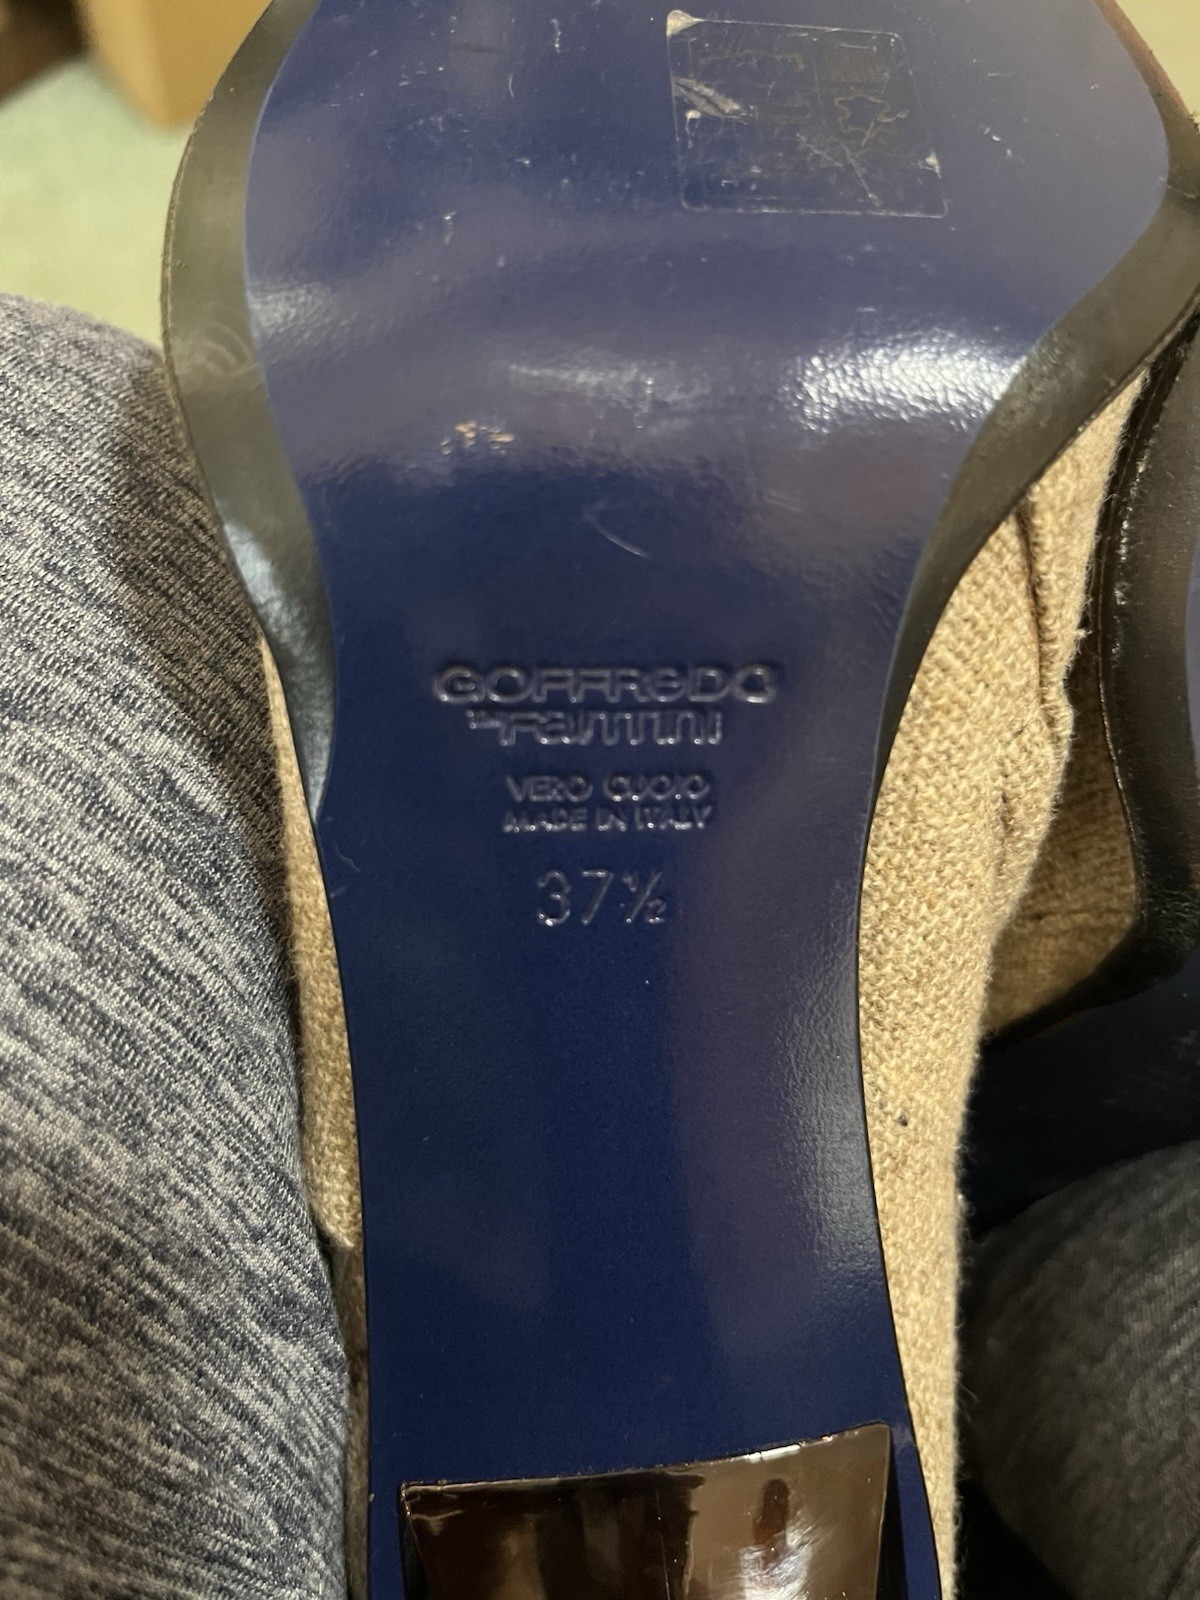 GOFFREDO
Fantini
VERO CUOIO
MADE IN ITALY
37½